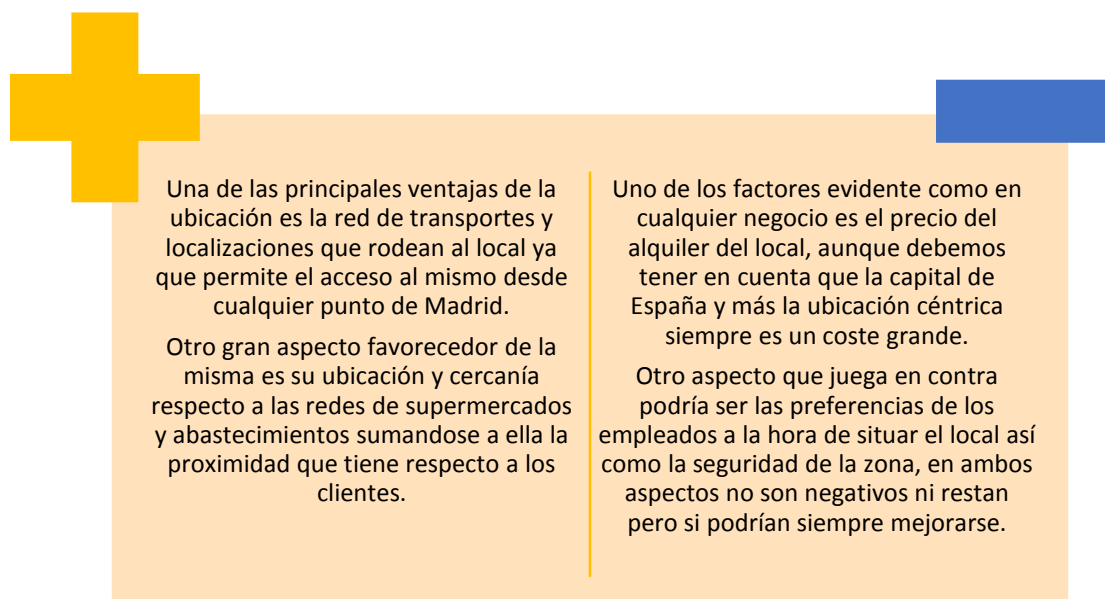 Una de las principales ventajas de la
ubicación es la red de transportes y
localizaciones que rodean al local ya
que permite el acceso al mismo desde
cualquier punto de Madrid.
Otro gran aspecto favorecedor de la
misma es su ubicación y cercanía
respecto a las redes de supermercados
y abastecimientos sumandose a ella la
proximidad que tiene respecto a los
clientes.
Uno de los factores evidente como en
cualquier negocio es el precio del
alquiler del local, aunque debemos
tener en cuenta que la capital de
España y más la ubicación céntrica
siempre es un coste grande.
Otro aspecto que juega en contra
podría ser las preferencias de los
empleados a la hora de situar el local así
como la seguridad de la zona, en ambos
aspectos no son negativos ni restan
pero si podrían siempre mejorarse.